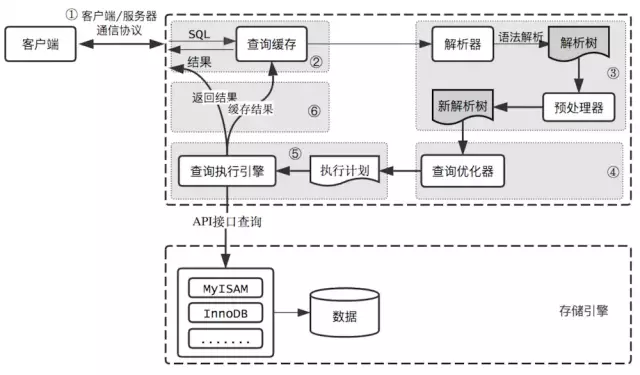 ① 客户端/服务器
通信协议
客户端
SQL
结果
查询缓存
②
解析器
语法解析
解析树
③
预处理器
新解析树
返回结果
缓存结果
⑥
查询执行引擎
⑤
执行计划
查询优化器
④
API接口查询
MyISAM
InnoDB
.......
数据
存储引擎